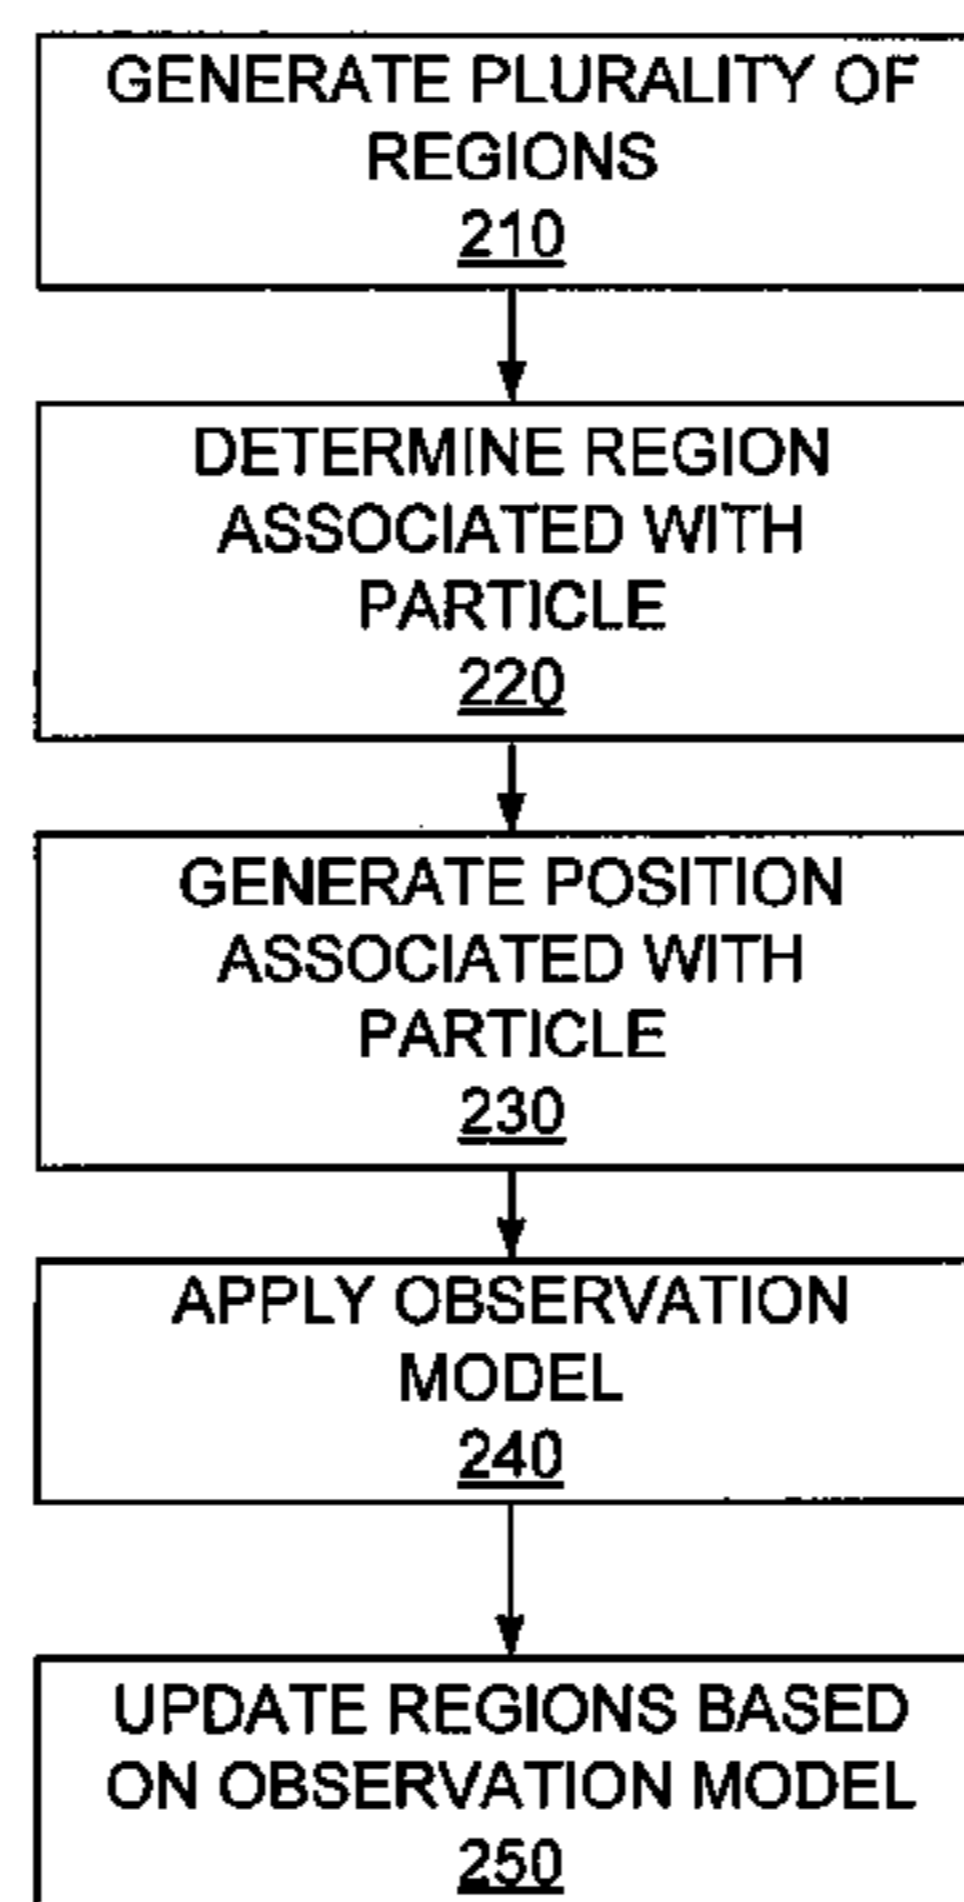 GENERATE PLURALITY OF
REGIONS
210
DETERMINE REGION
ASSOCIATED WITH
PARTICLE
220
GENERATE POSITION
ASSOCIATED WITH
PARTICLE
230
APPLY OBSERVATION
MODEL
240
UPDATE REGIONS BASED
ON OBSERVATION MODEL
250